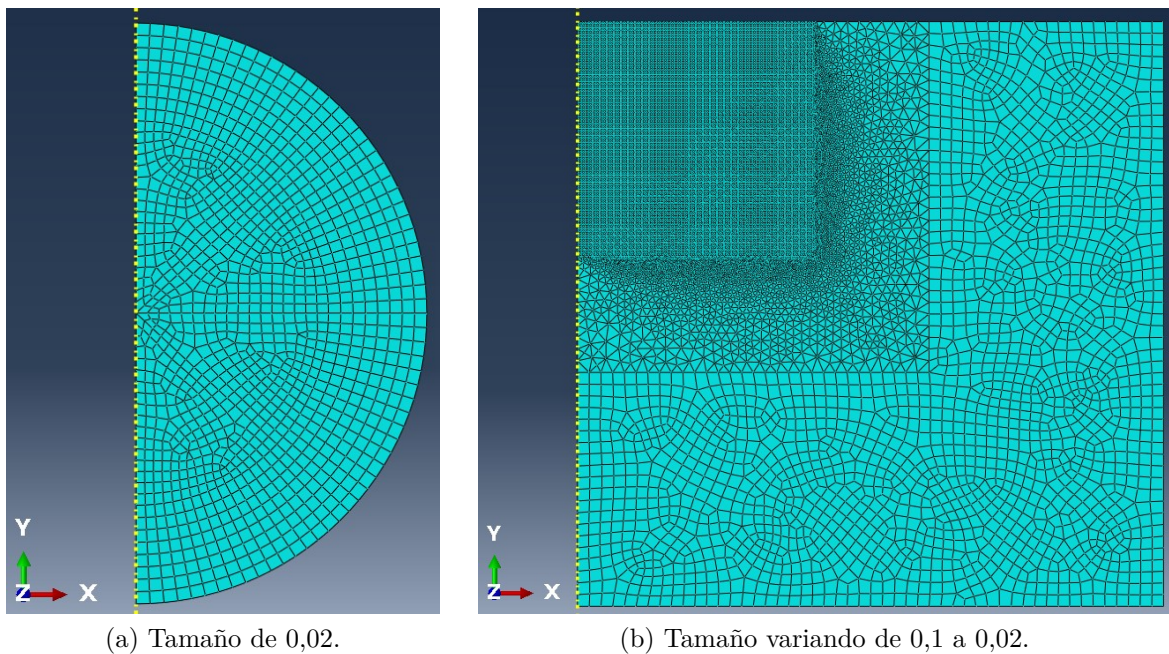 Y
Z X
Y
Z X
(a) Tamaño de 0,02.
(b) Tamaño variando de 0,1 a 0,02.